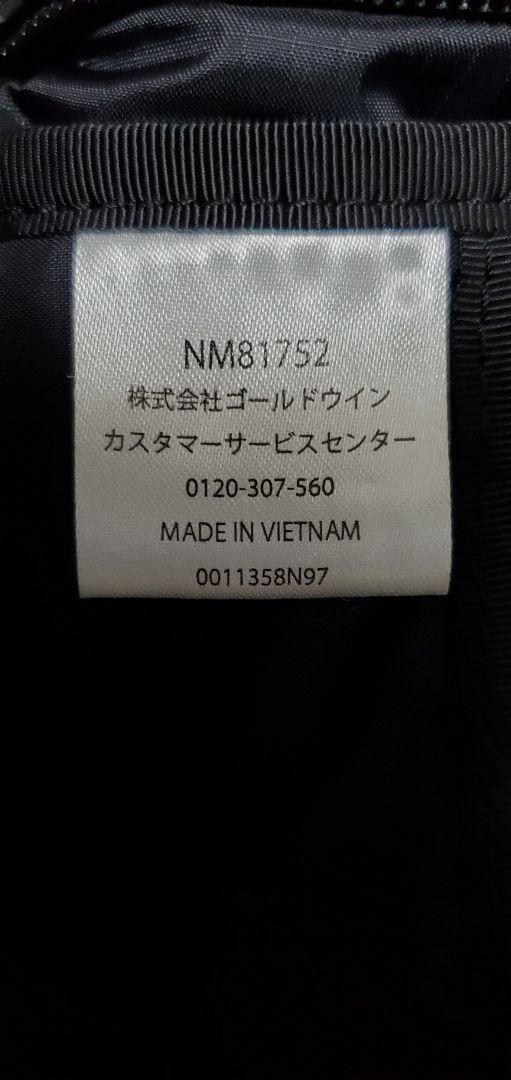 NM81752
株式会社ゴールドウイン
カスタマーサービスセンター
0120-307-560
MADE IN VIETNAM
0011358N97